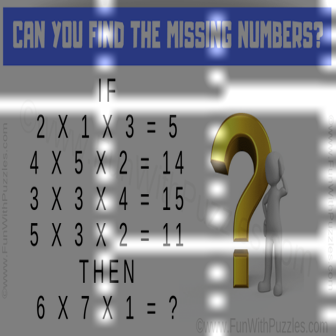 CAN YOU FIND THE MISSING NUMBERS?
IF
2 X 1 X 3 = 5
4 X 5 X 2 = 14
3 X 3 X 4 = 15
5 X 3 X 2 = 11
THEN
6 X 7 X 1 = ?
©www.FunWithPuzzles.com
©www.FunWithPuzzles.com